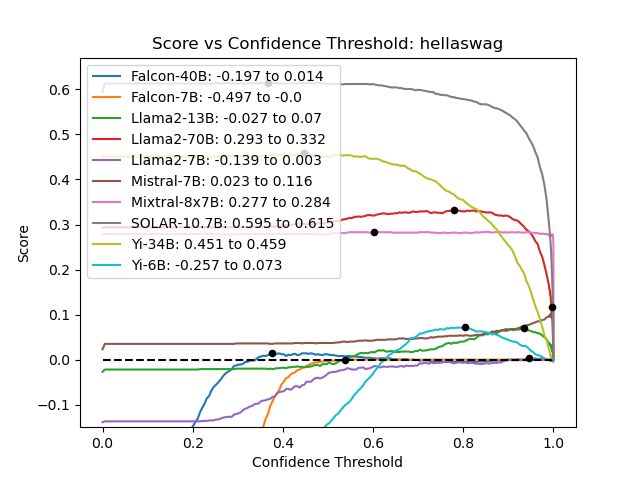 Score vs Confidence Threshold: hellaswag
Falcon-40B: -0.197 to 0.014
Falcon-7B: -0.497 to -0.0
Llama2-13B: -0.027 to 0.07
Llama2-70B: 0.293 to 0.332
Llama2-7B: -0.139 to 0.003
Mistral-7B: 0.023 to 0.116
Mixtral-8x7B: 0.277 to 0.284
SOLAR-10.7B: 0.595 to 0.615
Yi-34B: 0.451 to 0.459
Yi-6B: -0.257 to 0.073
Score
0.6
0.5
0.4
0.3
0.2
0.1
0.0
−0.1
0.0 0.2 0.4 0.6 0.8 1.0
Confidence Threshold